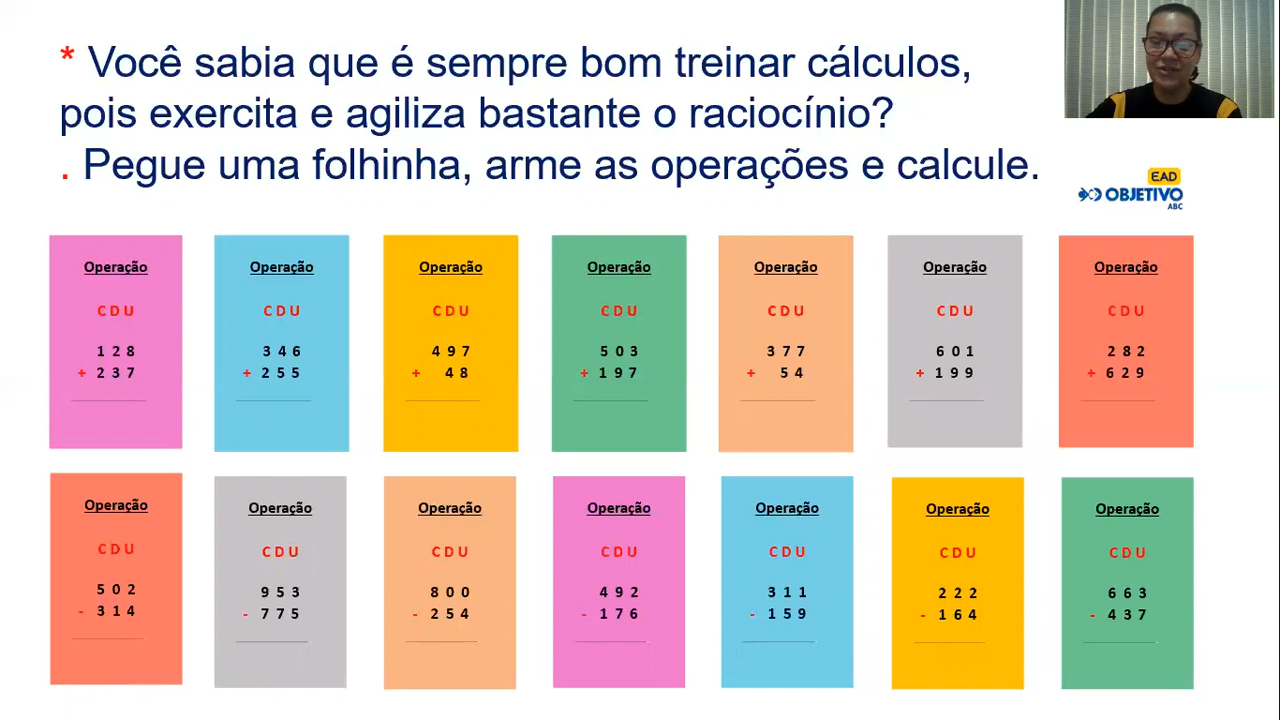 * Você sabia que é sempre bom treinar cálculos,
pois exercita e agiliza bastante o raciocínio?
. Pegue uma folhinha, arme as operações e calcule.
EAD
OBJETIVO
ABC
Operação
C D U
1 2 8
+ 2 3 7
Operação
C D U
3 4 6
+ 2 5 5
Operação
C D U
4 9 7
+ 4 8
Operação
C D U
5 0 3
+ 1 9 7
Operação
C D U
3 7 7
+ 5 4
Operação
C D U
6 0 1
+ 1 9 9
Operação
C D U
2 8 2
+ 6 2 9
Operação
C D U
5 0 2
- 3 1 4
Operação
C D U
9 5 3
- 7 7 5
Operação
C D U
8 0 0
- 2 5 4
Operação
C D U
4 9 2
- 1 7 6
Operação
C D U
3 1 1
- 1 5 9
Operação
C D U
2 2 2
- 1 6 4
Operação
C D U
6 6 3
- 4 3 7